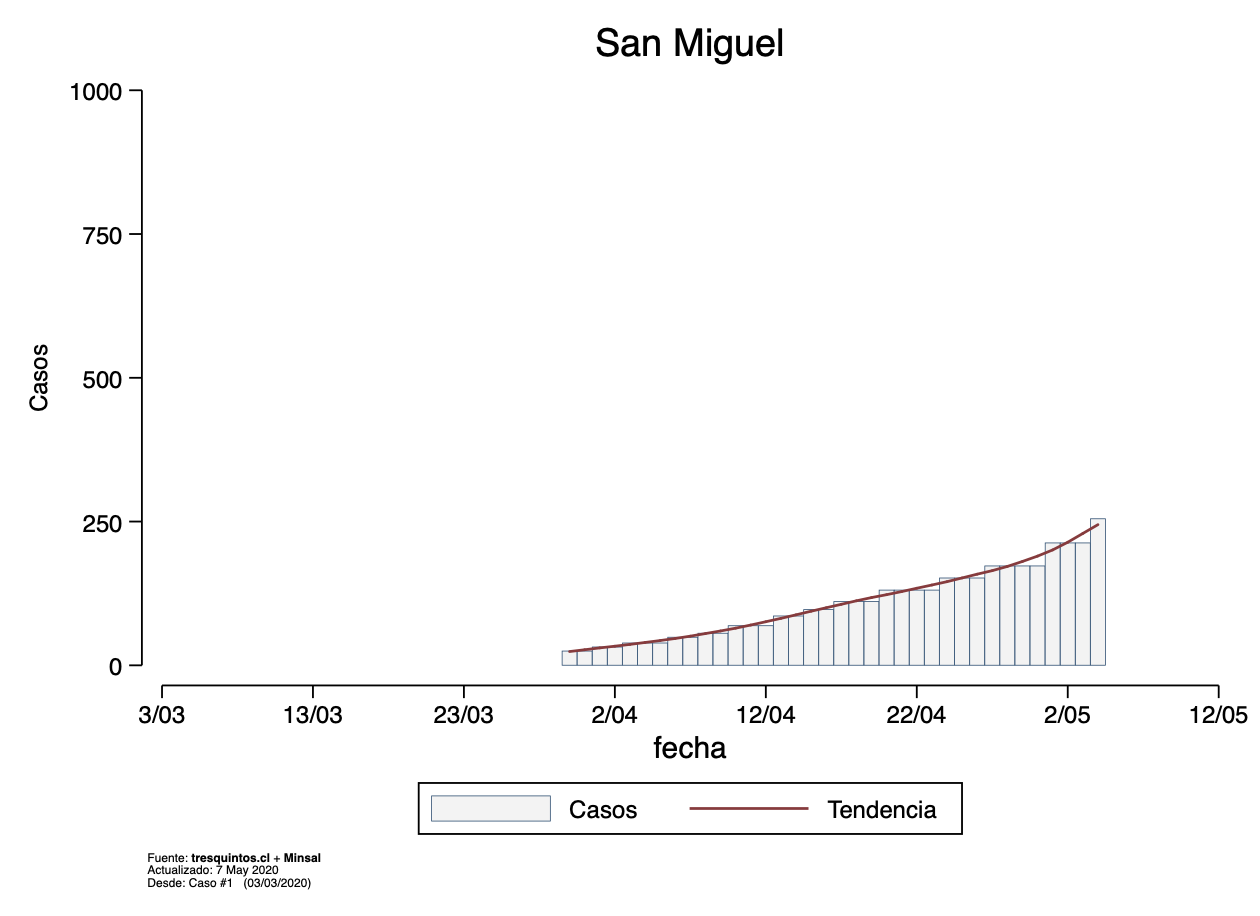 San Miguel
1000
750
500
250
0
Casos
3/03 13/03 23/03 2/04 12/04 22/04 2/05 12/05
fecha
Casos Tendencia
Fuente: tresquintos.cl + Minsal
Actualizado: 7 May 2020
Desde: Caso #1 (03/03/2020)